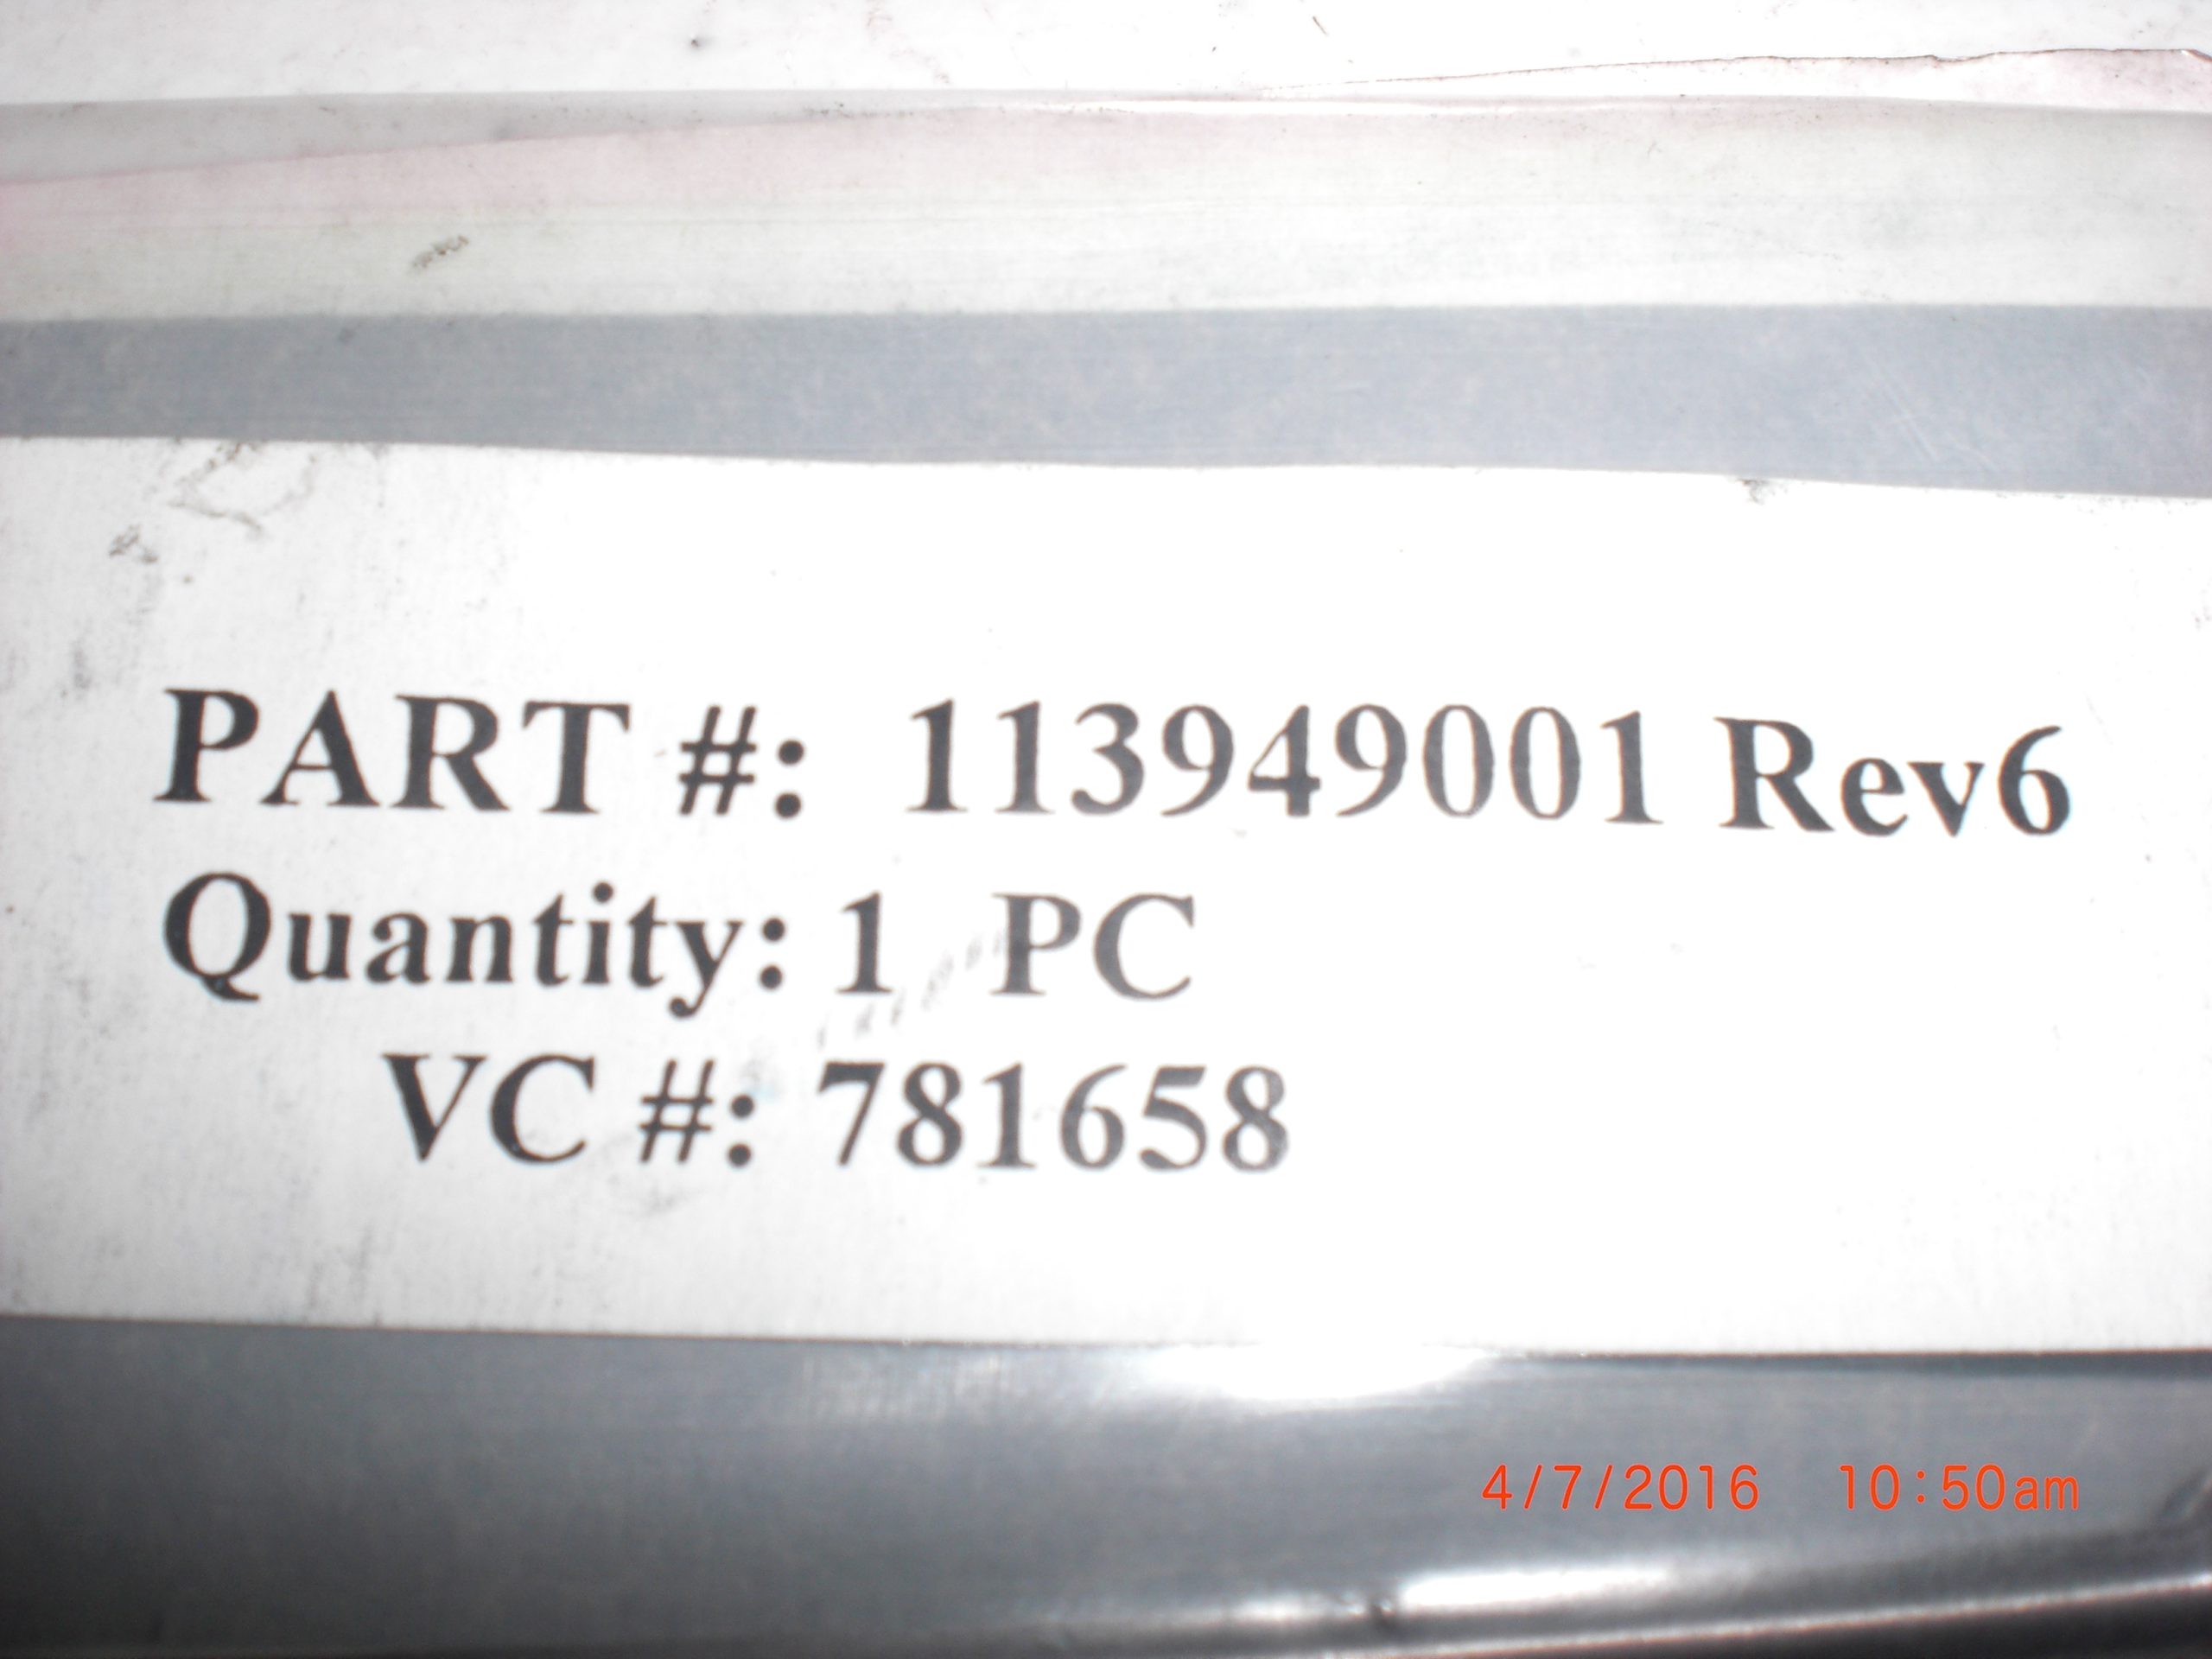 PART #: 113949001 Rev6
Quantity: 1 PC
VC #: 781658
4/7/2016 10:50am